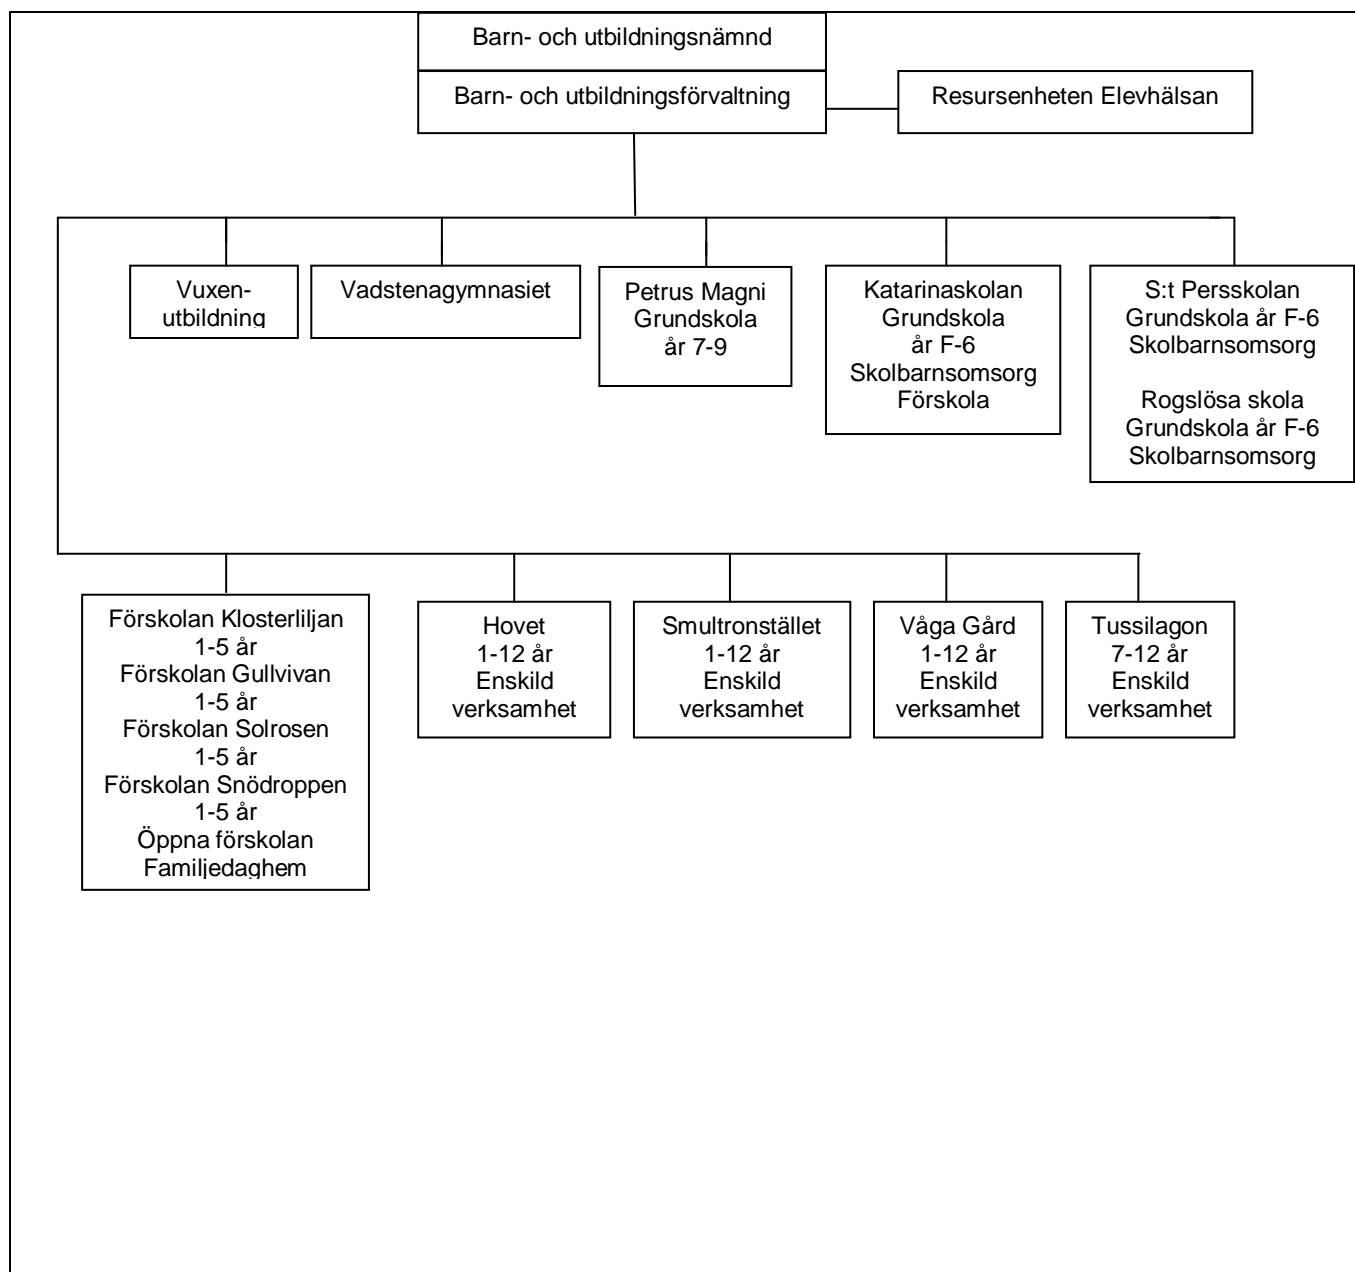 Barn- och utbildningsnämnd
Barn- och utbildningsförvaltning
Resursenheten Elevhälsan
Vuxen-
utbildning
Vadstenagymnasiet
Petrus Magni
Grundskola
år 7-9
Katarinaskolan
Grundskola
år F-6
Skolbarnsomsorg
Förskola
S:t Persskolan
Grundskola år F-6
Skolbarnsomsorg
Rogslösa skola
Grundskola år F-6
Skolbarnsomsorg
Förskolan Klosterliljan
1-5 år
Förskolan Gullvivan
1-5 år
Förskolan Solrosen
1-5 år
Förskolan Snödroppen
1-5 år
Öppna förskolan
Familjedaghem
Hovet
1-12 år
Enskild
verksamhet
Smultronstället
1-12 år
Enskild
verksamhet
Våga Gård
1-12 år
Enskild
verksamhet
Tussilagon
7-12 år
Enskild
verksamhet